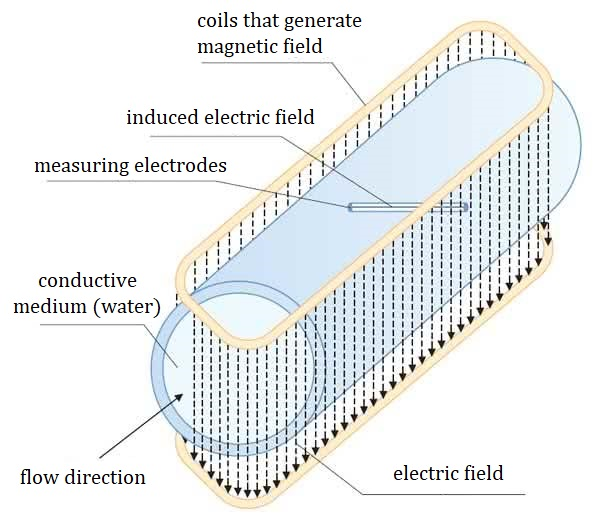 coils that generate
magnetic field
induced electric field
measuring electrodes
conductive
medium (water)
flow direction
electric field